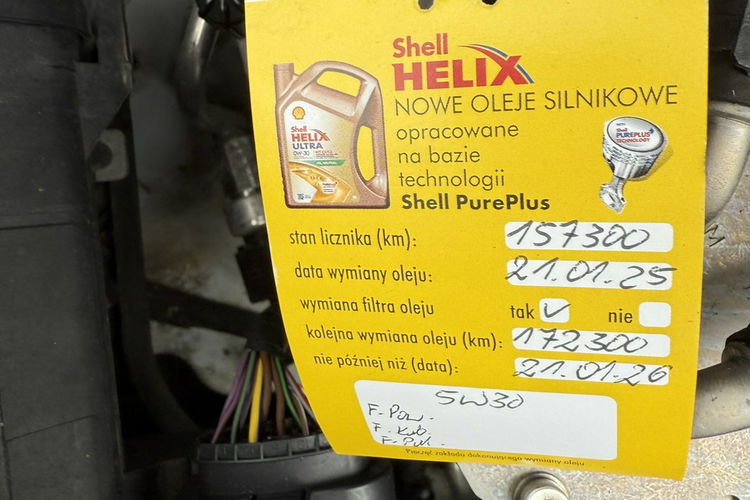 Shell
HELIX
NOWE OLEJE SILNIKOWE
opracowane
na bazie
technologii
Shell PurePlus
Shell
HELIX
ULTRA
0W-30
Shell
PUREPLUS
TECHNOLOGY
stan licznika (km): 157300
data wymiany oleju: 21.01.25
wymiana filtra oleju tak ✓ nie
kolejna wymiana oleju (km): 172300
nie później niż (data): 21.01.26
5W30
F-Pow.
F. Kab.
F-Pal.
Pieczęć zakładu dokonującego wymiany oleju